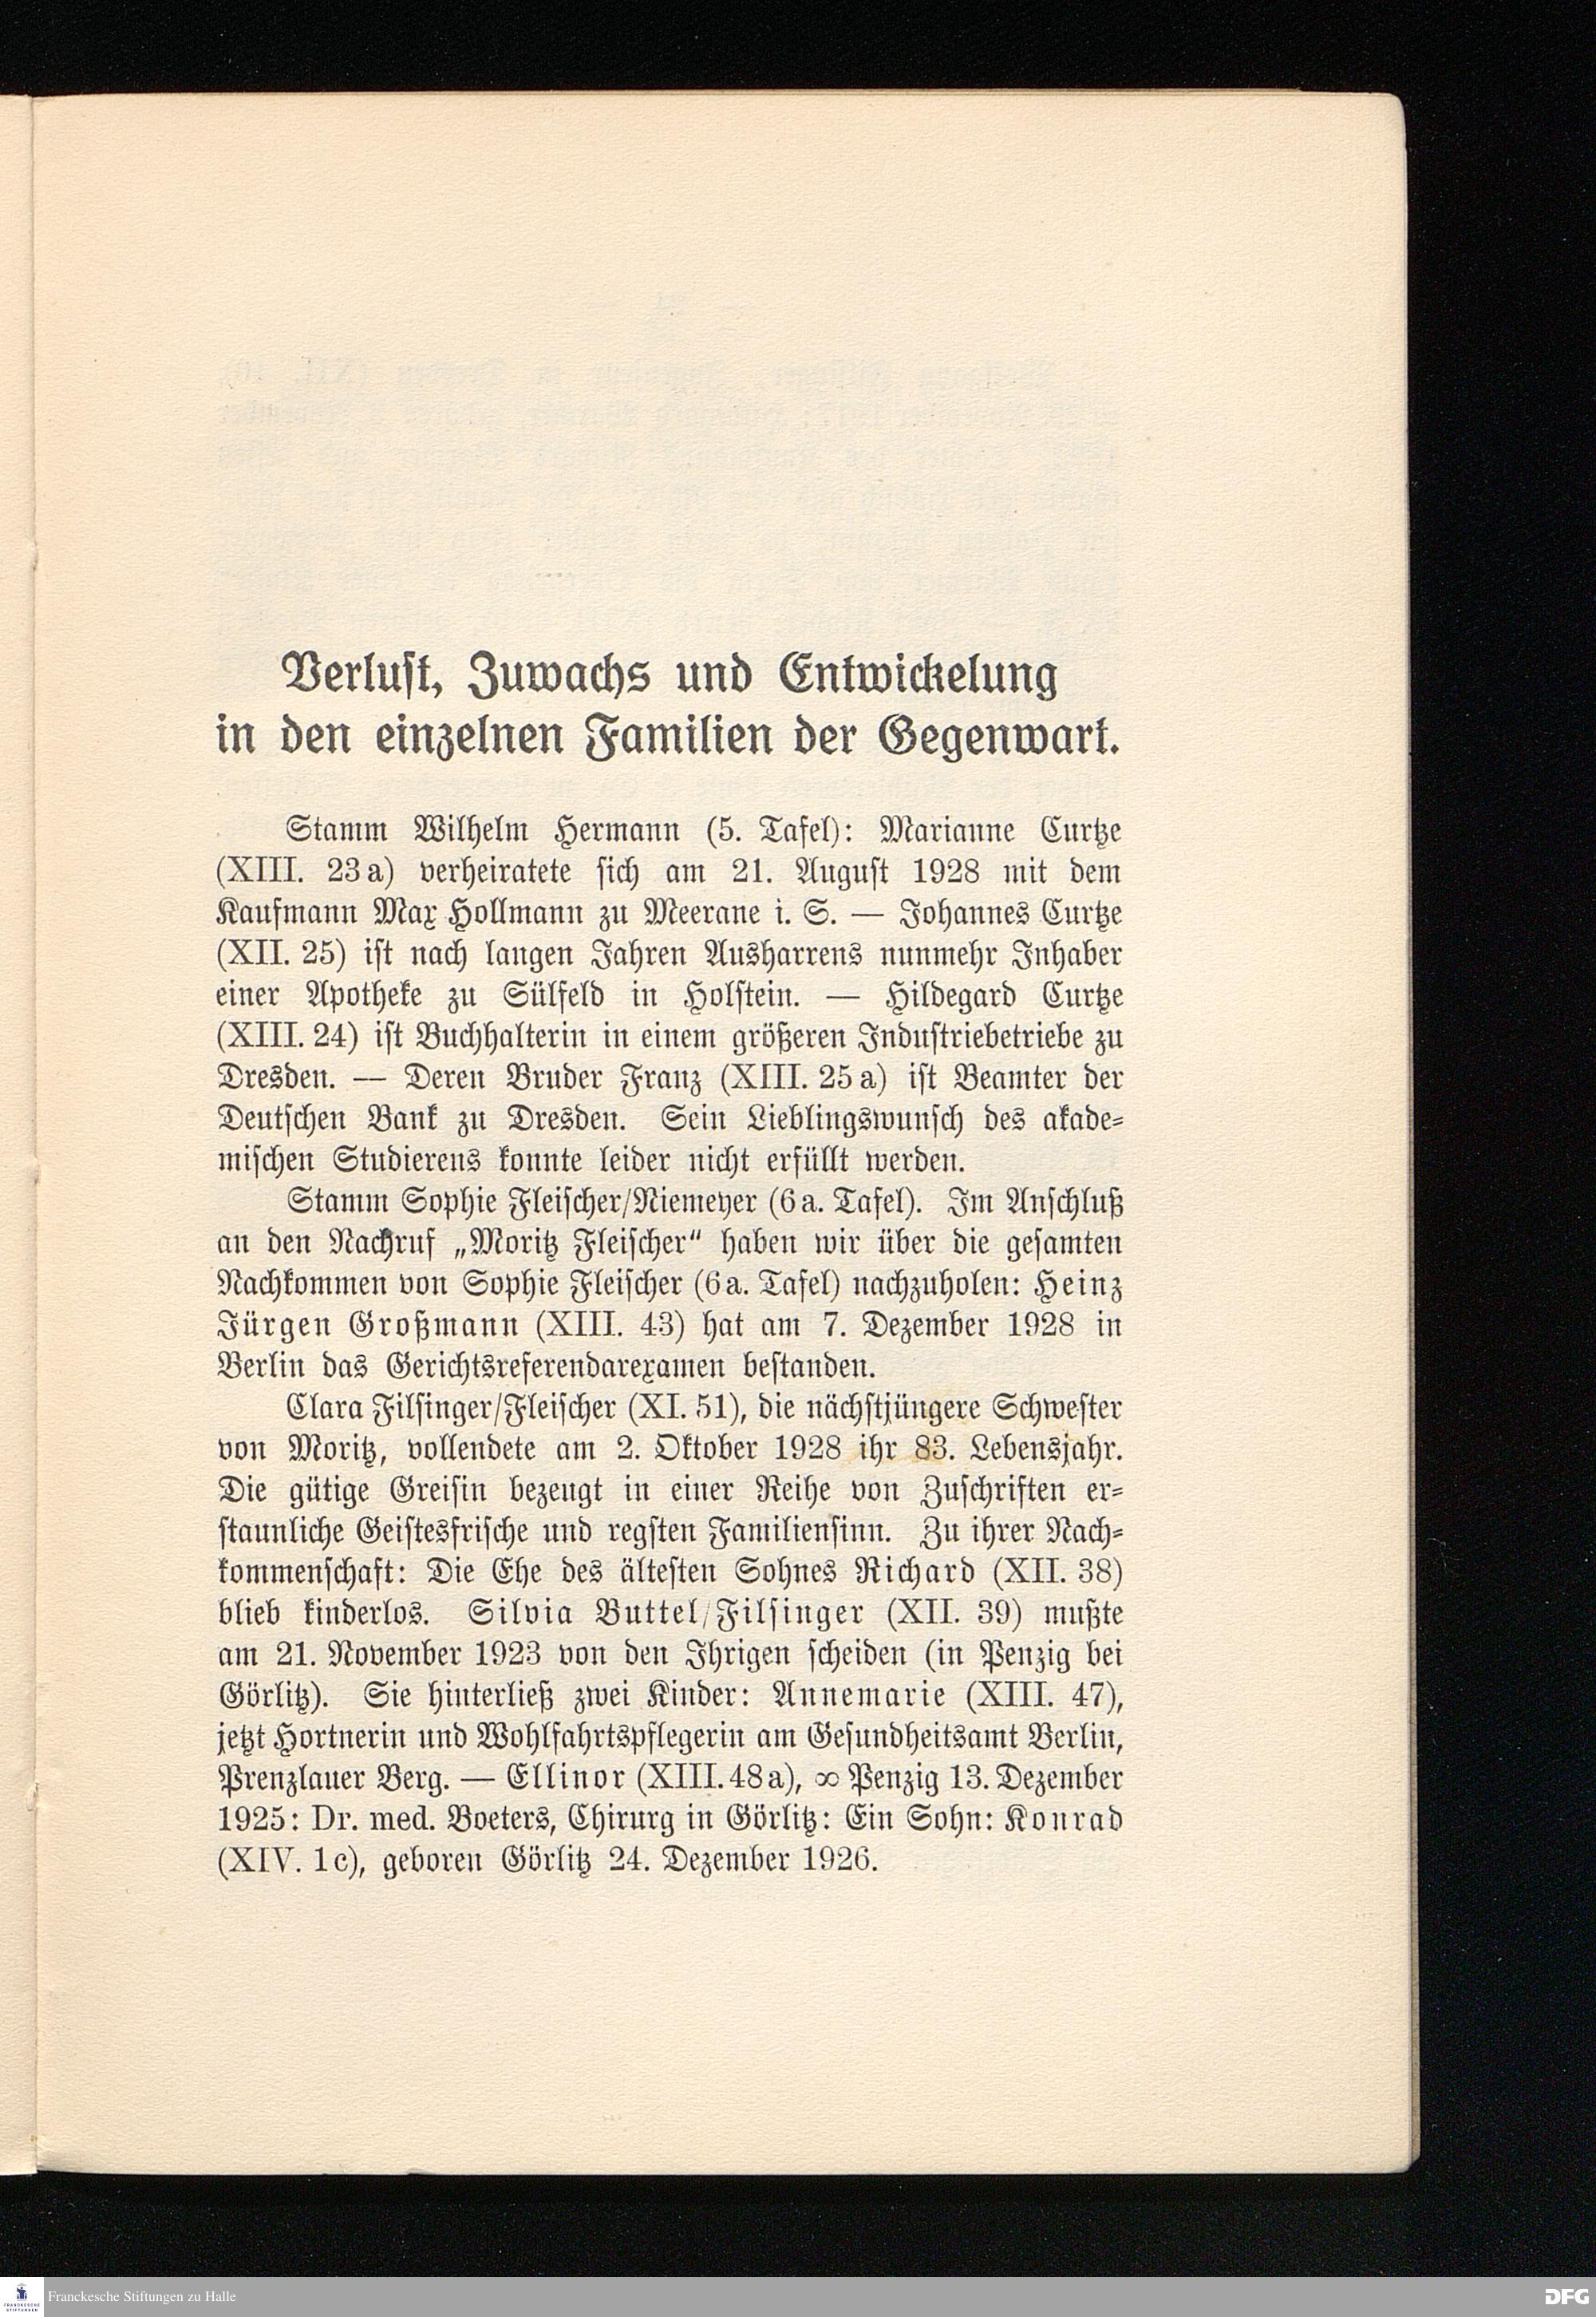 Verlust, Zuwachs und Entwickelung
in den einzelnen Familien der Gegenwart.
Stamm Wilhelm Hermann (5. Tafel): Marianne Curtze
(XIII. 23 a) verheiratete sich am 21. August 1928 mit dem
Kaufmann Max Hollmann zu Meerane i. S. — Johannes Curtze
(XII. 25) ist nach langen Jahren Ausharrens nunmehr Inhaber
einer Apotheke zu Sülfeld in Holstein. — Hildegard Curtze
(XIII. 24) ist Buchhalterin in einem größeren Industriebetriebe zu
Dresden. — Deren Bruder Franz (XIII. 25 a) ist Beamter der
Deutschen Bank zu Dresden. Sein Lieblingswunsch des akade-
mischen Studierens konnte leider nicht erfüllt werden.
Stamm Sophie Fleischer/Niemeyer (6 a. Tafel). Im Anschluß
an den Nachruf „Moritz Fleischer“ haben wir über die gesamten
Nachkommen von Sophie Fleischer (6 a. Tafel) nachzuholen: Heinz
Jürgen Großmann (XIII. 43) hat am 7. Dezember 1928 in
Berlin das Gerichtsreferendarexamen bestanden.
Clara Filsinger/Fleischer (XI. 51), die nächstjüngere Schwester
von Moritz, vollendete am 2. Oktober 1928 ihr 83. Lebensjahr.
Die gütige Greisin bezeugt in einer Reihe von Zuschriften er-
staunliche Geistesfrische und regsten Familiensinn. Zu ihrer Nach-
kommenschaft: Die Ehe des ältesten Sohnes Richard (XII. 38)
blieb kinderlos. Silvia Buttel/Filsinger (XII. 39) mußte
am 21. November 1923 von den Ihrigen scheiden (in Penzig bei
Görlitz). Sie hinterließ zwei Kinder: Annemarie (XIII. 47),
jetzt Hortnerin und Wohlfahrtspflegerin am Gesundheitsamt Berlin,
Prenzlauer Berg. — Ellinor (XIII. 48 a), ∞ Penzig 13. Dezember
1925: Dr. med. Boeters, Chirurg in Görlitz: Ein Sohn: Konrad
(XIV. 1 c), geboren Görlitz 24. Dezember 1926.
FRANCKESCHE
STIFTUNGEN
Franckesche Stiftungen zu Halle
DFG